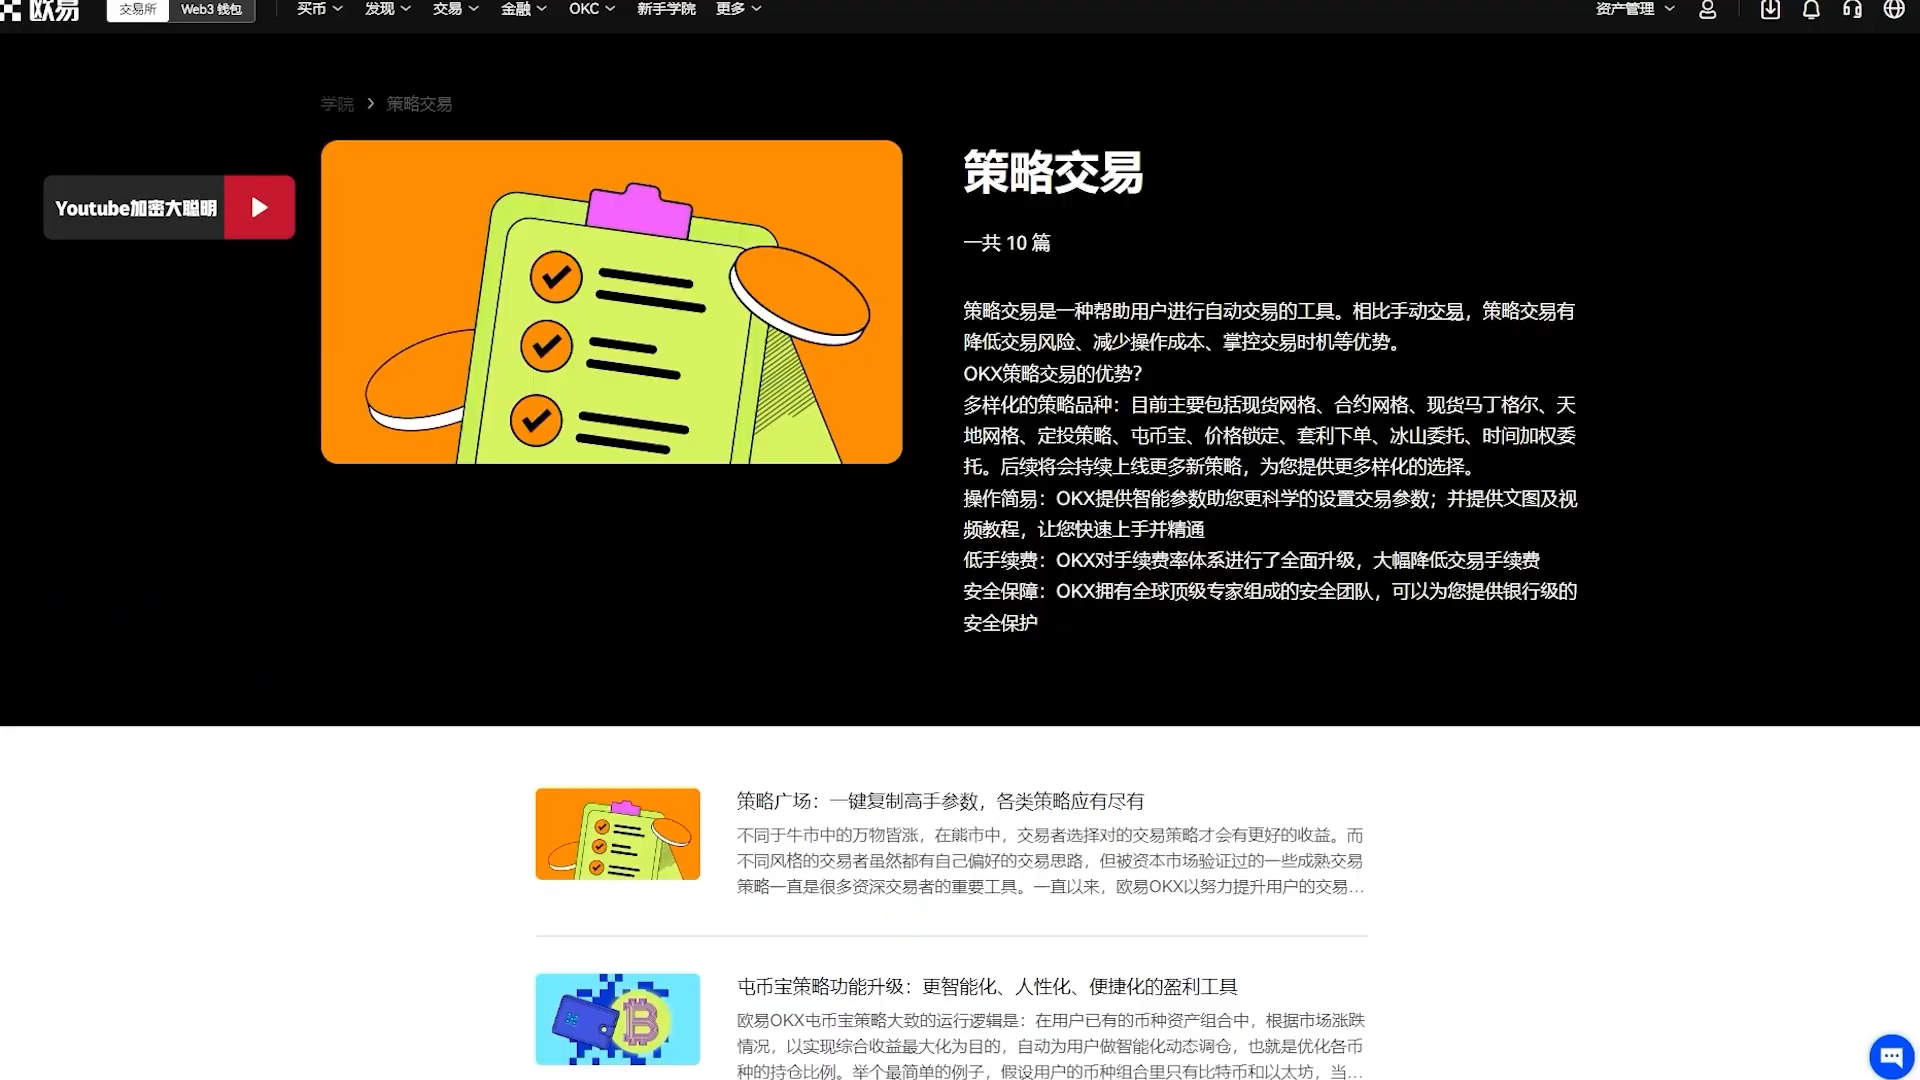 欧易
交易所
Web3 钱包
买币
发现
交易
金融
OKC
新手学院
更多
资产管理
学院
策略交易
Youtube加密大聪明
策略交易
一共 10 篇
策略交易是一种帮助用户进行自动交易的工具。相比手动交易，策略交易有
降低交易风险、减少操作成本、掌控交易时机等优势。
OKX策略交易的优势？
多样化的策略品种：目前主要包括现货网格、合约网格、现货马丁格尔、天
地网格、定投策略、屯币宝、价格锁定、套利下单、冰山委托、时间加权委
托。后续将会持续上线更多新策略，为您提供更多样化的选择。
操作简易：OKX提供智能参数助您更科学的设置交易参数；并提供文图及视
频教程，让您快速上手并精通
低手续费：OKX对手续费率体系进行了全面升级，大幅降低交易手续费
安全保障：OKX拥有全球顶级专家组成的安全团队，可以为您提供银行级的
安全保护
策略广场：一键复制高手参数，各类策略应有尽有
不同于牛市中的万物皆涨，在熊市中，交易者选择对的交易策略才会有更好的收益。而
不同风格的交易者虽然都有自己偏好的交易思路，但被资本市场验证过的一些成熟交易
策略一直是很多资深交易者的重要工具。一直以来，欧易OKX以努力提升用户的交易...
屯币宝策略功能升级：更智能化、人性化、便捷化的盈利工具
欧易OKX屯币宝策略大致的运行逻辑是：在用户已有的币种资产组合中，根据市场涨跌
情况，以实现综合收益最大化为目的，自动为用户做智能化动态调仓，也就是优化各币
种的持仓比例。举个最简单的例子，假设用户的币种组合里只有比特币和以太坊，当...